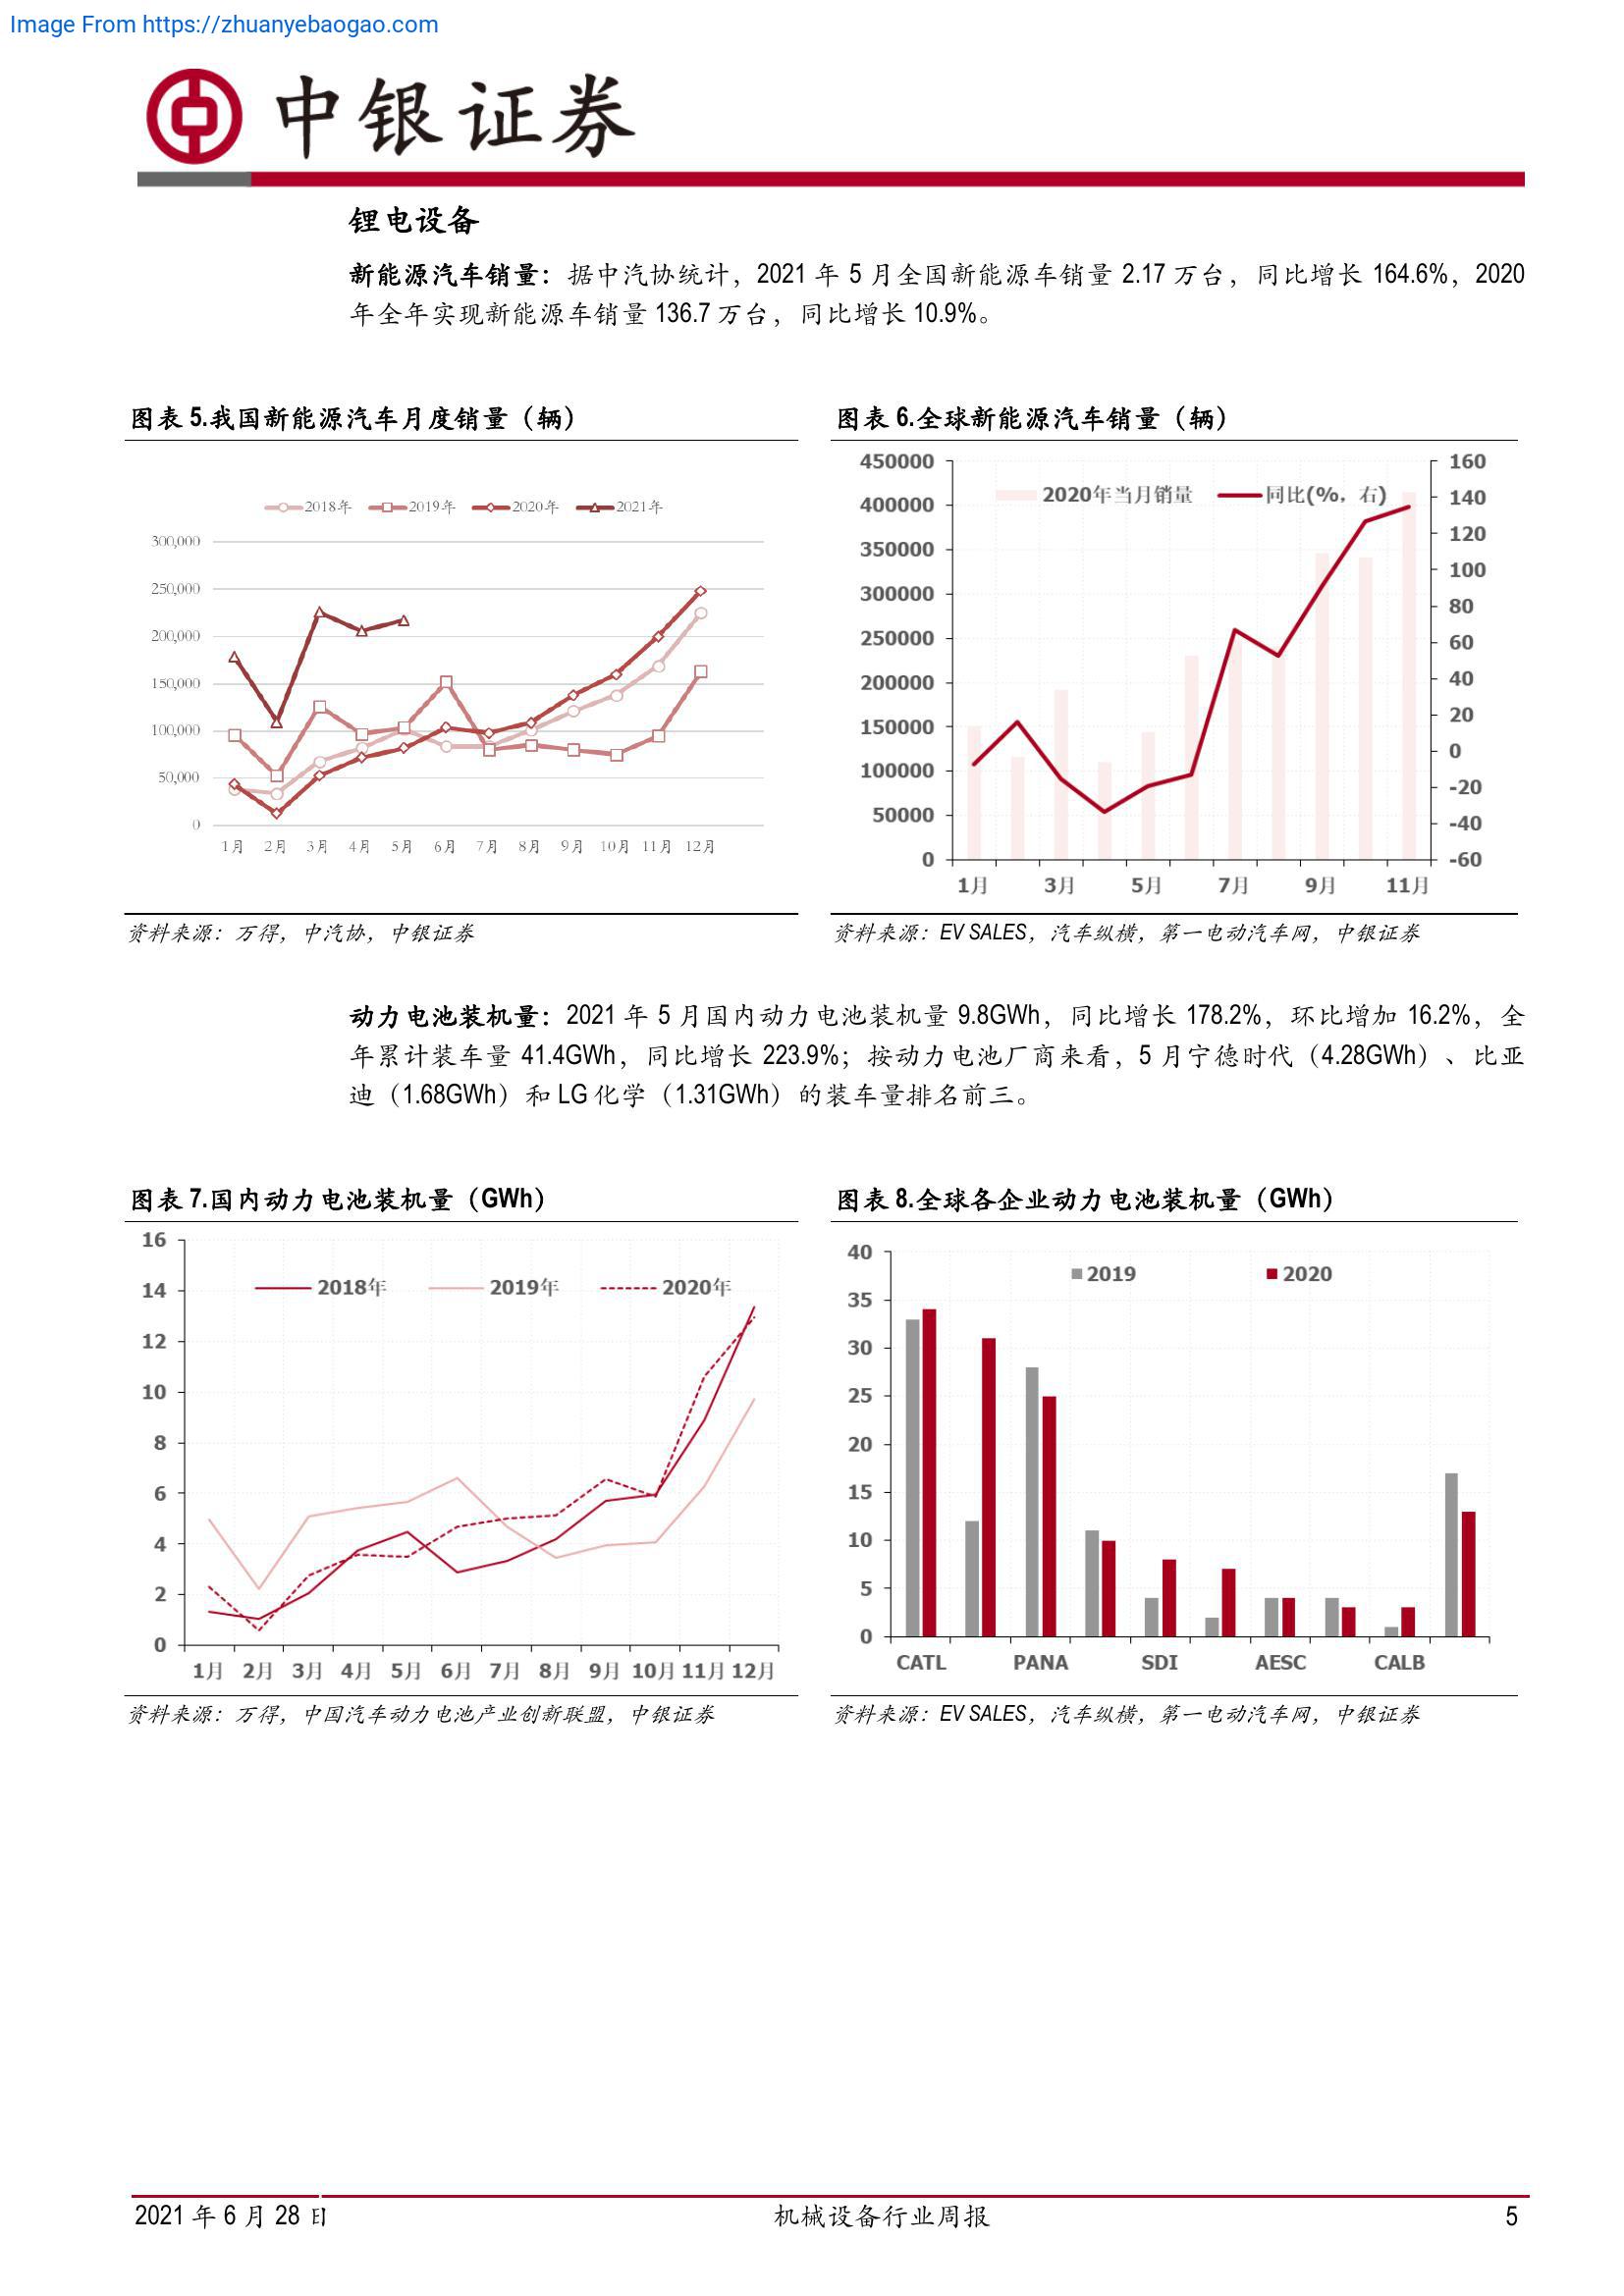 Image From https://zhuanyebaogao.com
中银证券
锂电设备
新能源汽车销量：据中汽协统计，2021 年 5 月全国新能源车销量 2.17 万台，同比增长 164.6%，2020
年全年实现新能源车销量 136.7 万台，同比增长 10.9%。
图表 5.我国新能源汽车月度销量（辆）
2018年 2019年 2020年 2021年
300,000
250,000
200,000
150,000
100,000
50,000
0
1月 2月 3月 4月 5月 6月 7月 8月 9月 10月 11月 12月
资料来源：万得，中汽协，中银证券
图表 6.全球新能源汽车销量（辆）
2020年当月销量 同比(%，右)
450000
400000
350000
300000
250000
200000
150000
100000
50000
0
160
140
120
100
80
60
40
20
0
-20
-40
-60
1月 3月 5月 7月 9月 11月
资料来源：EV SALES，汽车纵横，第一电动汽车网，中银证券
动力电池装机量：2021 年 5 月国内动力电池装机量 9.8GWh，同比增长 178.2%，环比增加 16.2%，全
年累计装车量 41.4GWh，同比增长 223.9%；按动力电池厂商来看，5 月宁德时代（4.28GWh）、比亚
迪（1.68GWh）和 LG 化学（1.31GWh）的装车量排名前三。
图表 7.国内动力电池装机量（GWh）
2018年 2019年 2020年
16
14
12
10
8
6
4
2
0
1月 2月 3月 4月 5月 6月 7月 8月 9月 10月 11月 12月
资料来源：万得，中国汽车动力电池产业创新联盟，中银证券
图表 8.全球各企业动力电池装机量（GWh）
2019 2020
40
35
30
25
20
15
10
5
0
CATL PANA SDI AESC CALB
资料来源：EV SALES，汽车纵横，第一电动汽车网，中银证券
2021 年 6 月 28 日 机械设备行业周报 5